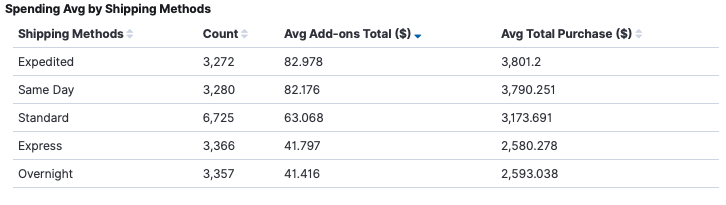 Spending Avg by Shipping Methods
Shipping Methods Count Avg Add-ons Total ($) Avg Total Purchase ($)
Expedited 3,272 82.978 3,801.2
Same Day 3,280 82.176 3,790.251
Standard 6,725 63.068 3,173.691
Express 3,366 41.797 2,580.278
Overnight 3,357 41.416 2,593.038